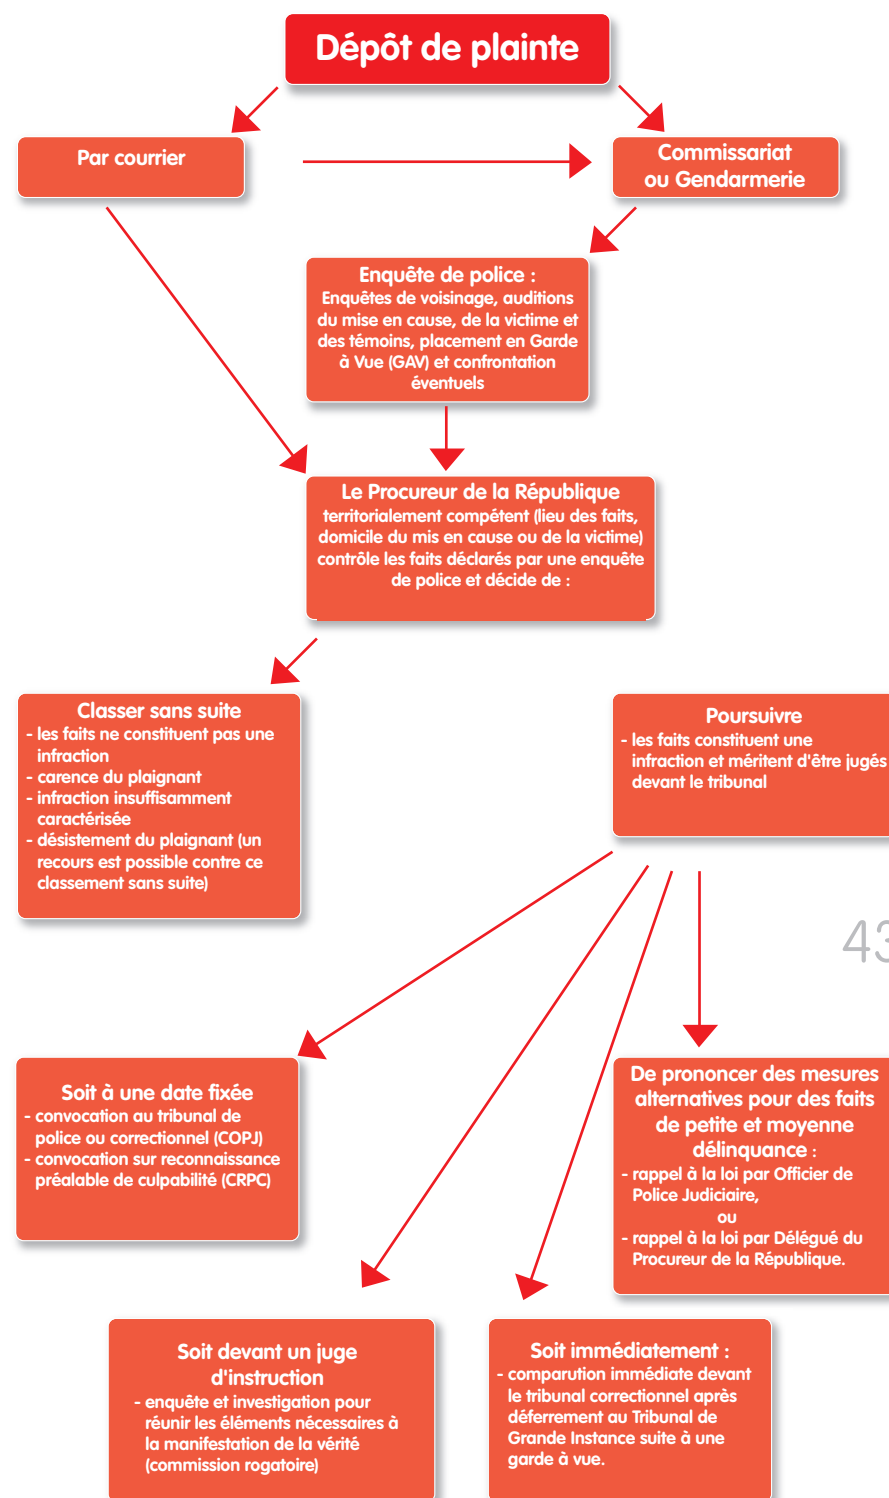 Dépôt de plainte
Par courrier
Commissariat
ou Gendarmerie
Enquête de police :
Enquêtes de voisinage, auditions
du mise en cause, de la victime et
des témoins, placement en Garde
à Vue (GAV) et confrontation
éventuels
Le Procureur de la République
territorialement compétent (lieu des faits,
domicile du mis en cause ou de la victime)
contrôle les faits déclarés par une enquête
de police et décide de :
Classer sans suite
- les faits ne constituent pas une
infraction
- carence du plaignant
- infraction insuffisamment
caractérisée
- désistement du plaignant (un
recours est possible contre ce
classement sans suite)
Poursuivre
- les faits constituent une
infraction et méritent d'être jugés
devant le tribunal
43
Soit à une date fixée
- convocation au tribunal de
police ou correctionnel (COPJ)
- convocation sur reconnaissance
préalable de culpabilité (CRPC)
De prononcer des mesures
alternatives pour des faits
de petite et moyenne
délinquance :
- rappel à la loi par Officier de
Police Judiciaire,
ou
- rappel à la loi par Délégué du
Procureur de la République.
Soit devant un juge
d'instruction
- enquête et investigation pour
réunir les éléments nécessaires à
la manifestation de la vérité
(commission rogatoire)
Soit immédiatement :
- comparution immédiate devant
le tribunal correctionnel après
déferrement au Tribunal de
Grande Instance suite à une
garde à vue.